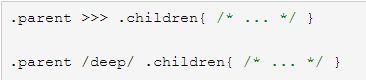 .parent >>> .children{ /* ... */ }
.parent /deep/ .children{ /* ... */ }